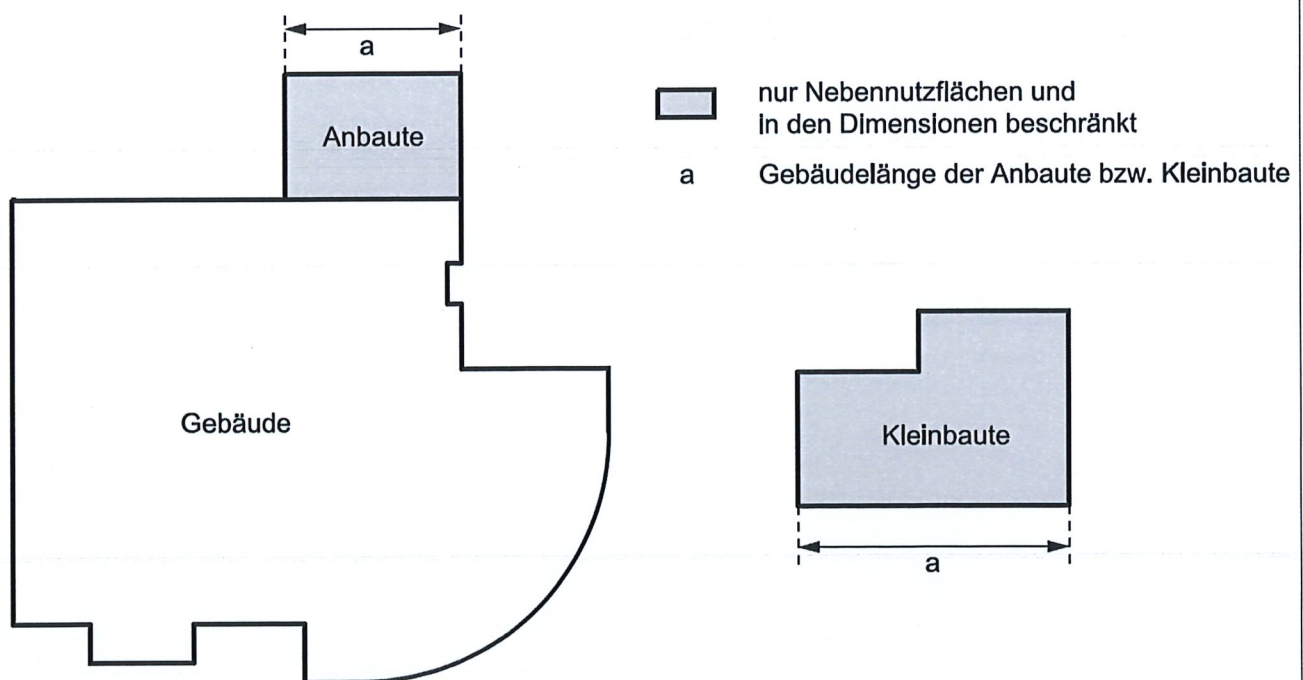 a
Anbaute
nur Nebennutzflächen und
in den Dimensionen beschränkt
a Gebäudelänge der Anbaute bzw. Kleinbaute
Gebäude
Kleinbaute
a